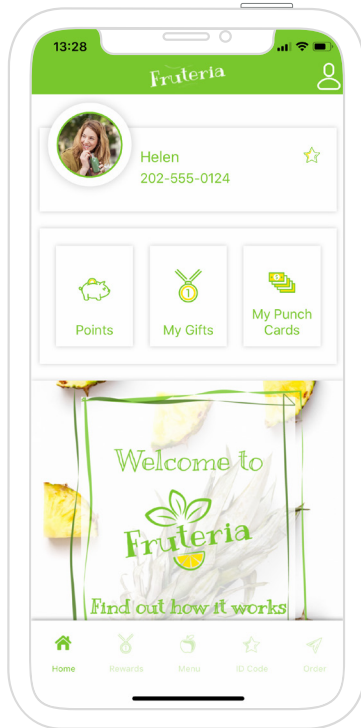 13:28
Fruteria
Helen
202-555-0124
Points
My Gifts
My Punch
Cards
Welcome to
Fruteria
Find out how it works
Home
Rewards
Menu
ID Code
Order